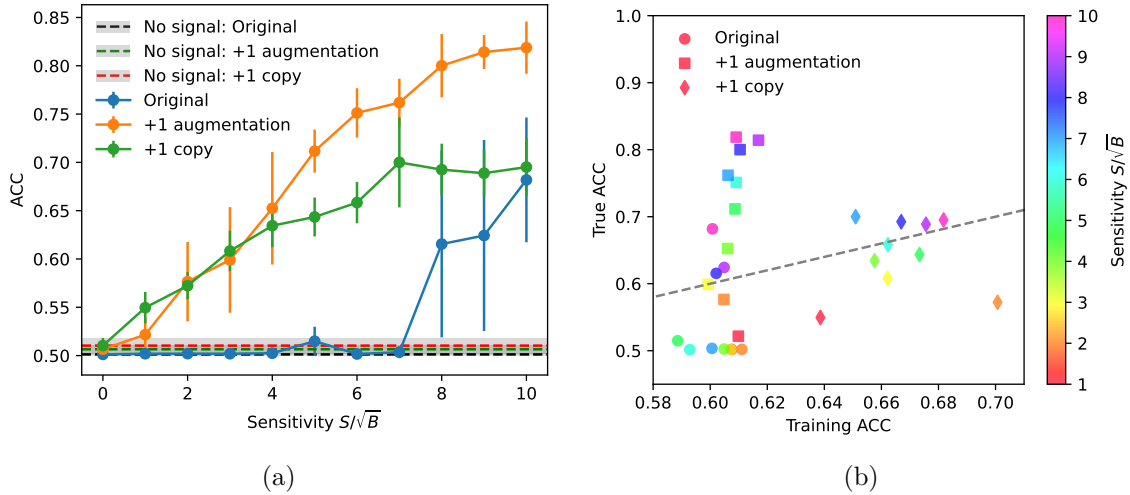 No signal: Original
No signal: +1 augmentation
No signal: +1 copy
Original
+1 augmentation
+1 copy
ACC
0.85
0.80
0.75
0.70
0.65
0.60
0.55
0.50
0 2 4 6 8 10
Sensitivity S/√B
(a)
Original
+1 augmentation
+1 copy
True ACC
1.0
0.9
0.8
0.7
0.6
0.5
0.58 0.60 0.62 0.64 0.66 0.68 0.70
Training ACC
10
9
8
7
6
5
4
3
2
1
Sensitivity S/√B
(b)